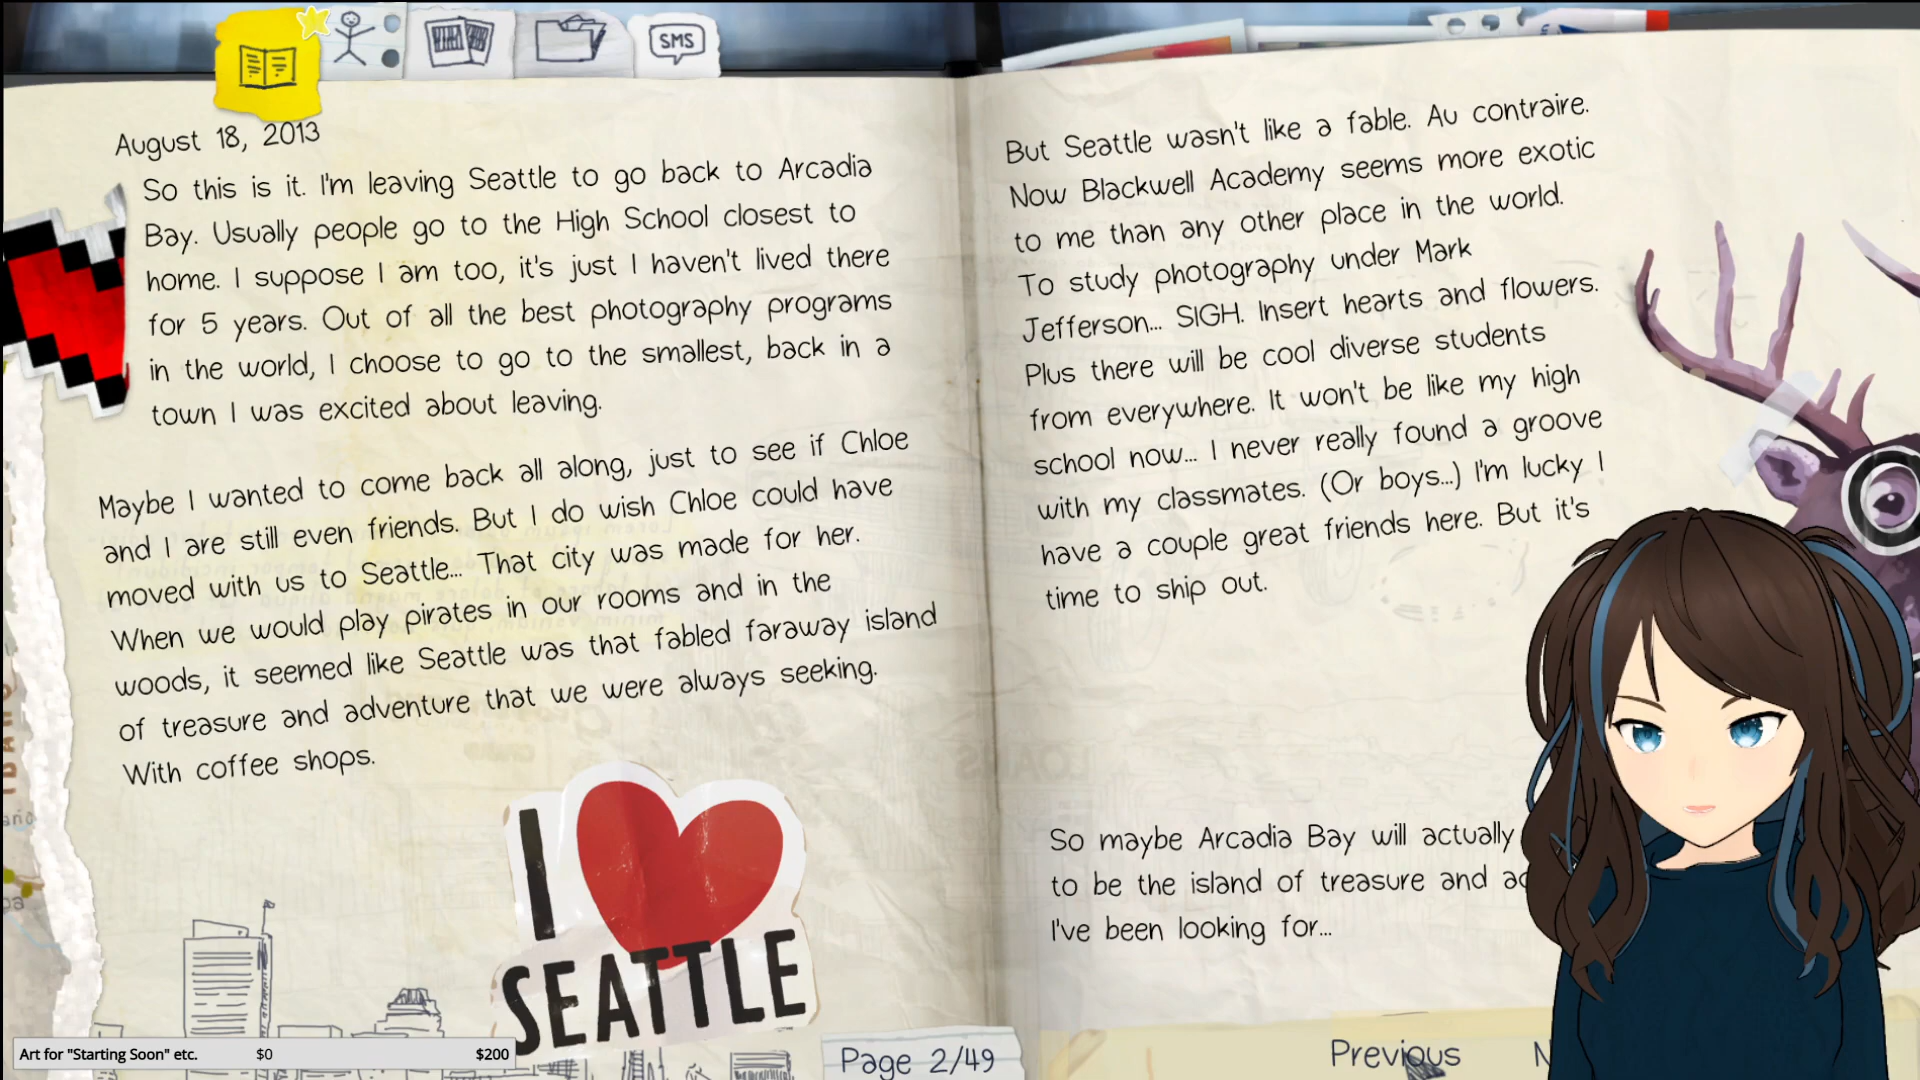 SMS
August 18, 2013
So this is it. I'm leaving Seattle to go back to Arcadia
Bay. Usually people go to the High School closest to
home. I suppose I am too, it's just I haven't lived there
for 5 years. Out of all the best photography programs
in the world, I choose to go to the smallest, back in a
town I was excited about leaving.
Maybe I wanted to come back all along, just to see if Chloe
and I are still even friends. But I do wish Chloe could have
moved with us to Seattle... That city was made for her.
When we would play pirates in our rooms and in the
woods, it seemed like Seattle was that fabled faraway island
of treasure and adventure that we were always seeking.
With coffee shops.
I
SEATTLE
But Seattle wasn't like a fable. Au contraire.
Now Blackwell Academy seems more exotic
to me than any other place in the world.
To study photography under Mark
Jefferson... SIGH. Insert hearts and flowers.
Plus there will be cool diverse students
from everywhere. It won't be like my high
school now... I never really found a groove
with my classmates. (Or boys...) I'm lucky I
have a couple great friends here. But it's
time to ship out.
So maybe Arcadia Bay will actually
to be the island of treasure and
I've been looking for...
Art for "Starting Soon" etc. $0 $200
Page 2/49
Previous